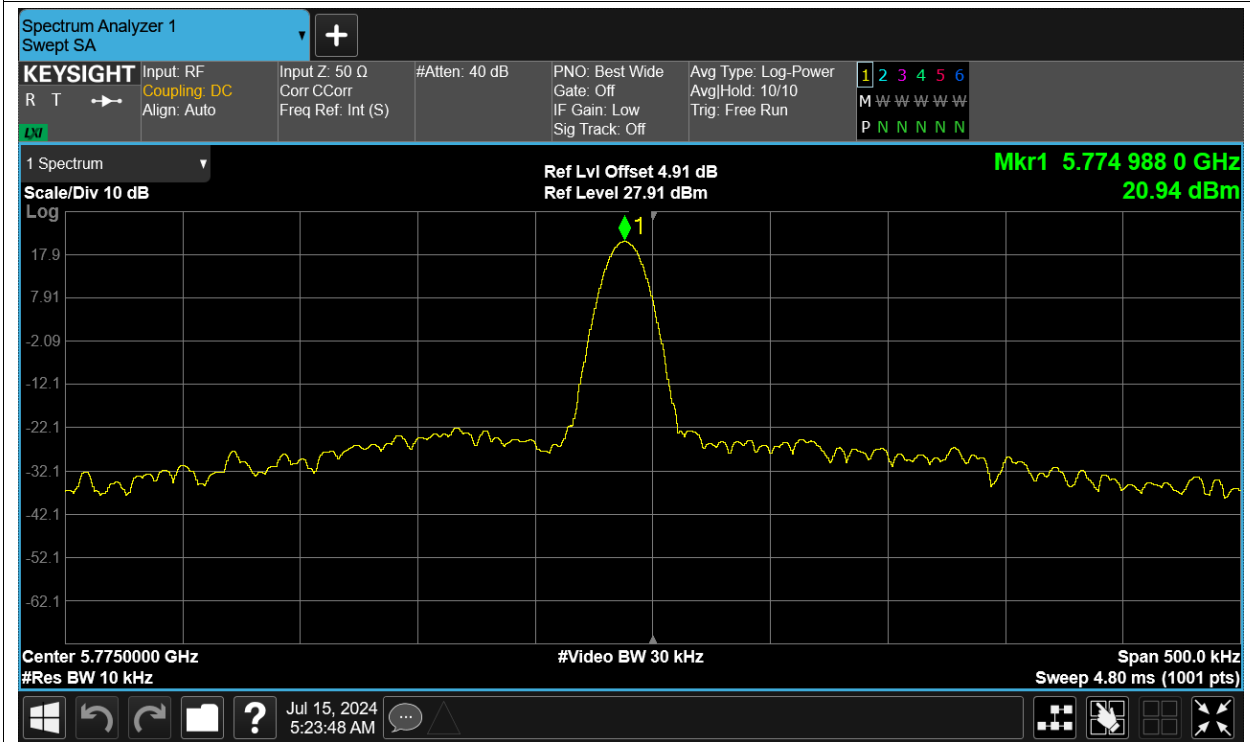 Spectrum Analyzer 1
Swept SA
+
KEYSIGHT
R T
LXI
Input: RF
Coupling: DC
Align: Auto
Input Z: 50 Ω
Corr CCorr
Freq Ref: Int (S)
#Atten: 40 dB
PNO: Best Wide
Gate: Off
IF Gain: Low
Sig Track: Off
Avg Type: Log-Power
Avg|Hold: 10/10
Trig: Free Run
1 2 3 4 5 6
M W W W W W
P N N N N N
1 Spectrum
Scale/Div 10 dB
Log
Ref Lvl Offset 4.91 dB
Ref Level 27.91 dBm
Mkr1 5.774 988 0 GHz
20.94 dBm
1
17.9
7.91
-2.09
-12.1
-22.1
-32.1
-42.1
-52.1
-62.1
Center 5.7750000 GHz
#Res BW 10 kHz
#Video BW 30 kHz
Span 500.0 kHz
Sweep 4.80 ms (1001 pts)
?
Jul 15, 2024
5:23:48 AM